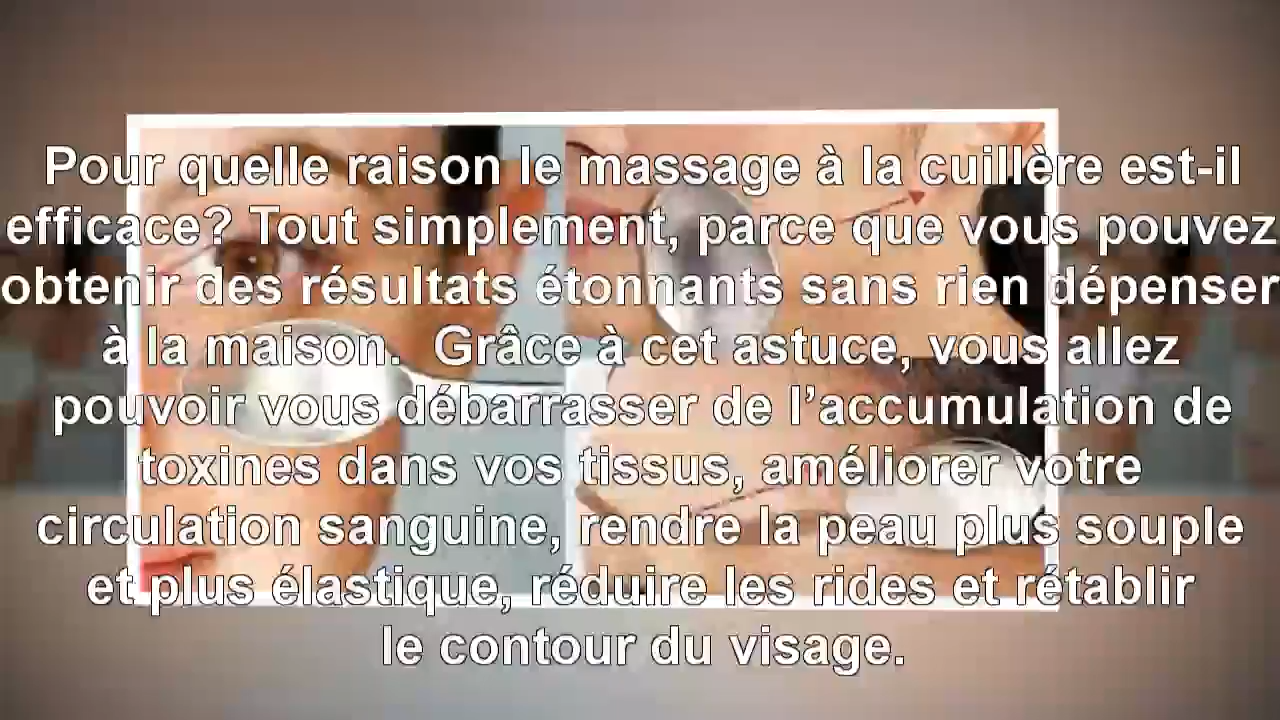 Pour quelle raison le massage à la cuillère est-il
efficace? Tout simplement, parce que vous pouvez
obtenir des résultats étonnants sans rien dépenser
à la maison.  Grâce à cet astuce, vous allez
pouvoir vous débarrasser de l’accumulation de
toxines dans vos tissus, améliorer votre
circulation sanguine, rendre la peau plus souple
et plus élastique, réduire les rides et rétablir
le contour du visage.